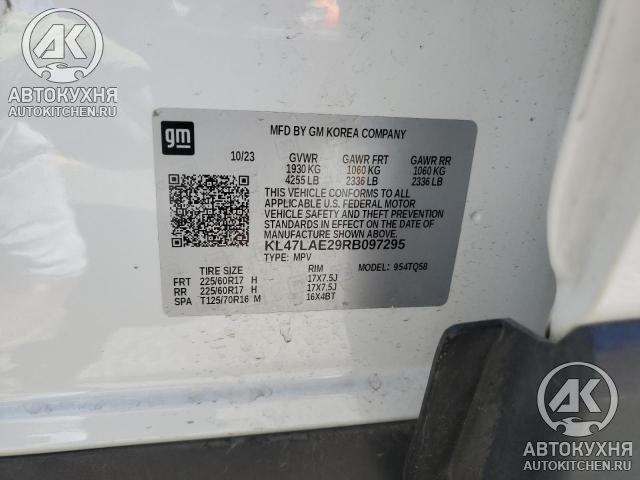 AK
АВТОКУХНЯ
AUTOKITCHEN.RU
gm
MFD BY GM KOREA COMPANY
10/23 GVWR GAWR FRT GAWR RR
1930 KG 1060 KG 1060 KG
4255 LB 2336 LB 2336 LB
THIS VEHICLE CONFORMS TO ALL
APPLICABLE U.S. FEDERAL MOTOR
VEHICLE SAFETY AND THEFT PREVENTION
STANDARDS IN EFFECT ON THE DATE OF
MANUFACTURE SHOWN ABOVE.
KL47LAE29RB097295
TYPE: MPV MODEL: 954TQ58
TIRE SIZE RIM
FRT 225/60R17 H 17X7.5J
RR 225/60R17 H 17X7.5J
SPA T125/70R16 M 16X4BT
AK
АВТОКУХНЯ
AUTOKITCHEN.RU